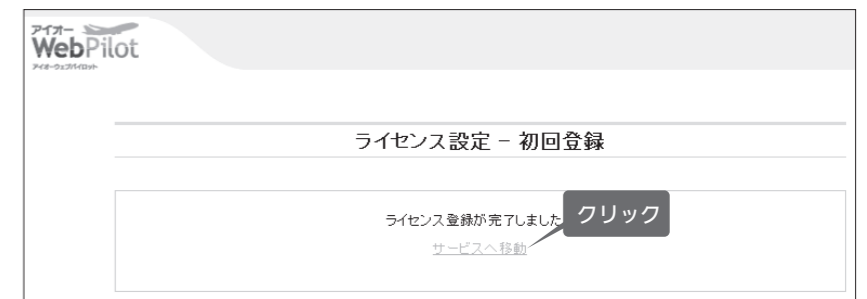 アイオー
WebPilot
アイオーウェブパイロット
ライセンス設定 − 初回登録
ライセンス登録が完了しました
クリック
サービスへ移動